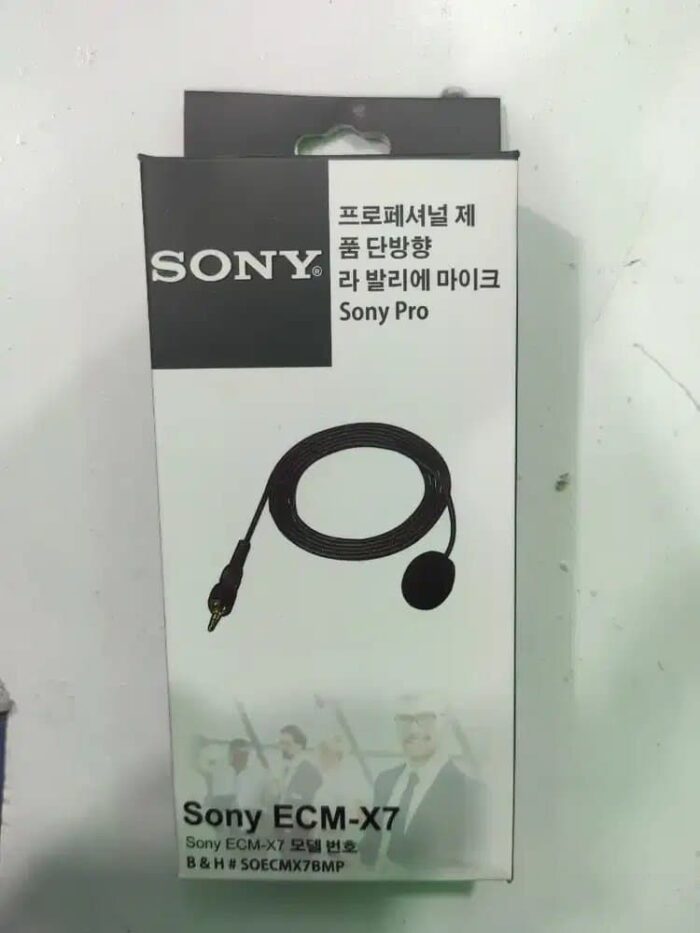 SONY®
프로페셔널 제
품 단방향
라 발리에 마이크
Sony Pro
Sony ECM-X7
Sony ECM-X7 모델 번호
B & H # SOECMX7BMP